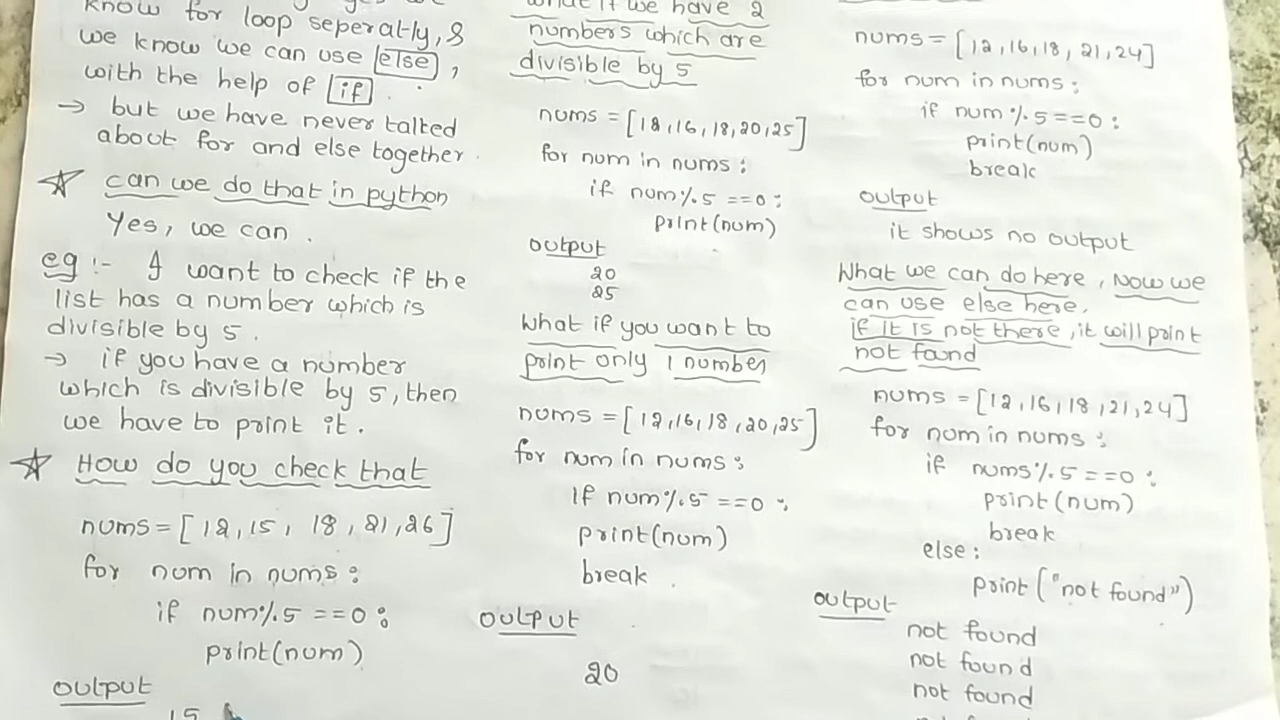 know for loop seperatly, &
we know we can use else,
with the help of if.
→ but we have never talted
about for and else together.
☆ can we do that in python
Yes, we can.
eg :- I want to check if the
list has a number which is
divisible by 5.
→ if you have a number
which is divisible by 5, then
we have to print it.
☆ How do you check that
nums = [12, 15, 18, 21, 26]
for num in nums:
if num%5 ==0:
print(num)
output
15
what if we have 2
numbers which are
divisible by 5
nums = [12,16,18,20,25]
for num in nums:
if num%5 ==0:
print(num)
output
20
25
What if you want to
print only 1 number
nums = [12,16,18,20,25]
for num in nums:
If num%5 ==0:
print(num)
break
output
20
nums = [12,16,18, 21,24]
for num in nums:
if num%5==0:
print(num)
break
output
it shows no output
What we can do here, Now we
can use else here.
if it is not there, it will print
not found
nums = [12,16,18,21,24]
for num in nums:
if nums%5==0:
print(num)
break
else:
print("not found")
output
not found
not found
not found